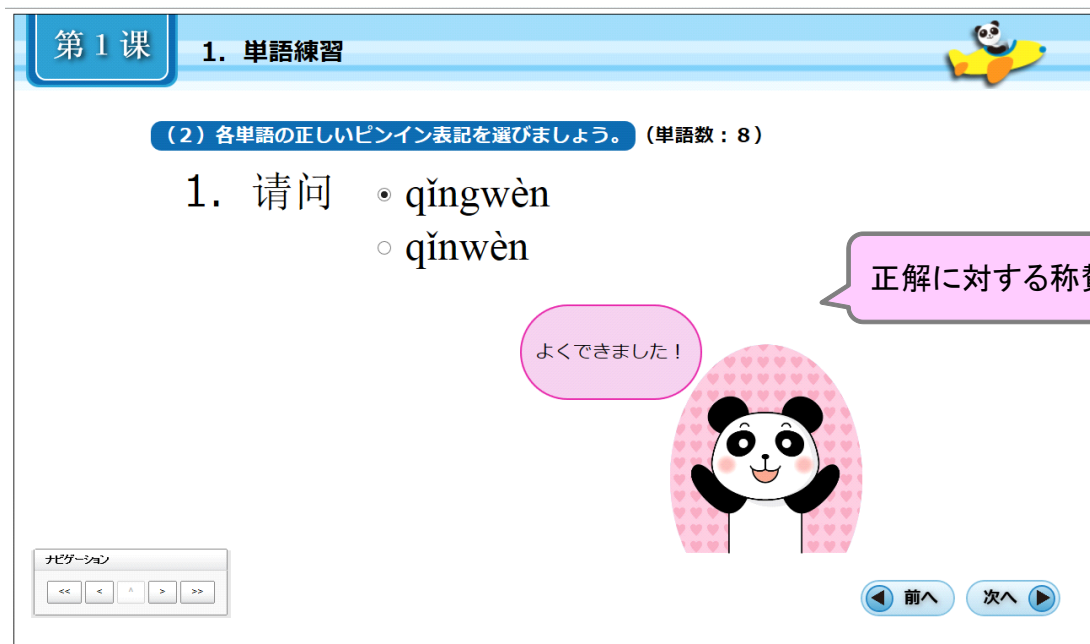 第1课
1. 単語練習
（2）各単語の正しいピンイン表記を選びましょう。（単語数：8）
1. 请问
qǐngwèn
qǐnwèn
正解に対する称
よくできました！
ナビゲーション
<< < ^ > >>
前へ 次へ